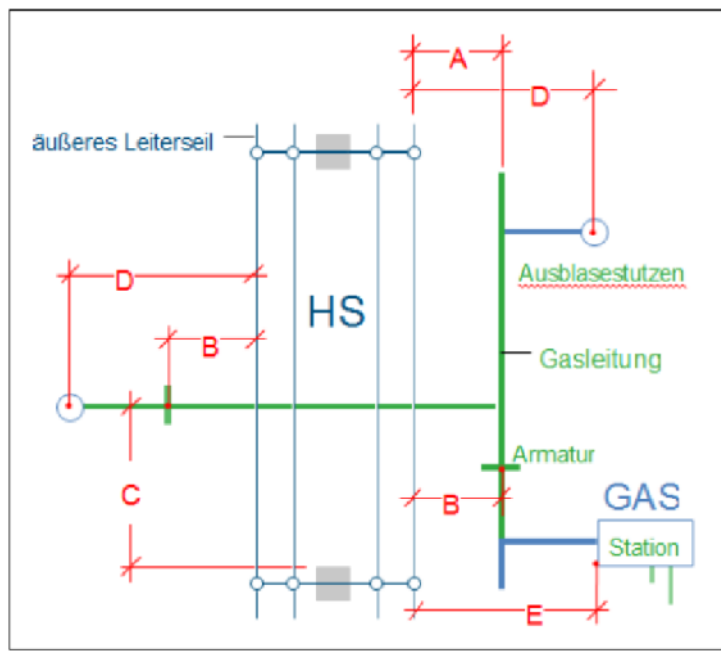 A
D
äußeres Leiterseil
Ausblasestutzen
D
HS
B
Gasleitung
Armatur
C
B
GAS
Station
E